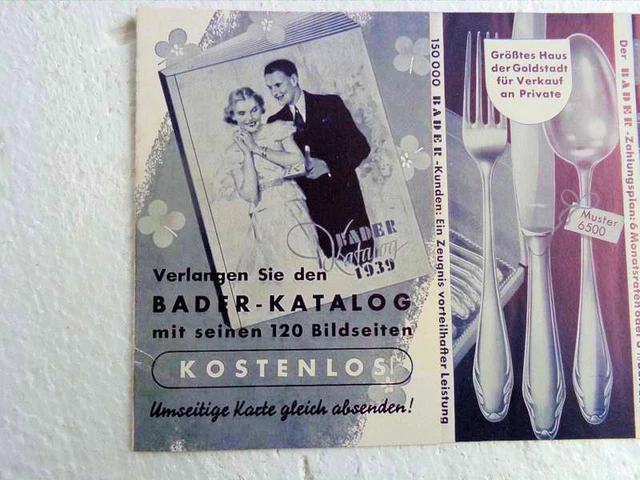 BADER
Katalog
1939
Verlangen Sie den
BADER-KATALOG
mit seinen 120 Bildseiten
KOSTENLOS
Umseitige Karte gleich absenden!
150 000 BADER-Kunden: Ein Zeugnis vorteilhafter Leistung
Größtes Haus
der Goldstadt
für Verkauf
an Private
Muster
6500
Der BADER-Zahlungsplan: 6 Monatsraten oder 3